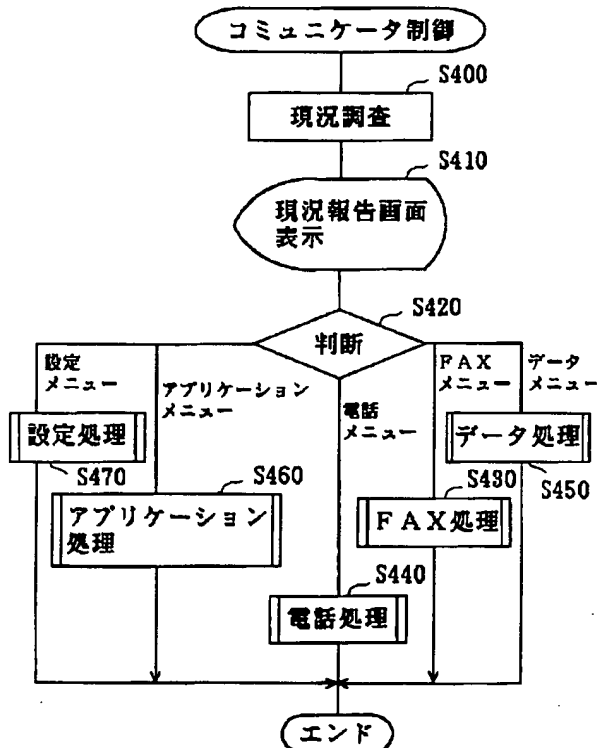 コミュニケータ制御
S400
現況調査
S410
現況報告画面
表示
S420
判断
設定
メニュー
アプリケーション
メニュー
電話
メニュー
FAX
メニュー
データ
メニュー
設定処理
S470
データ処理
S450
S460
アプリケーション
処理
S430
FAX処理
S440
電話処理
エンド